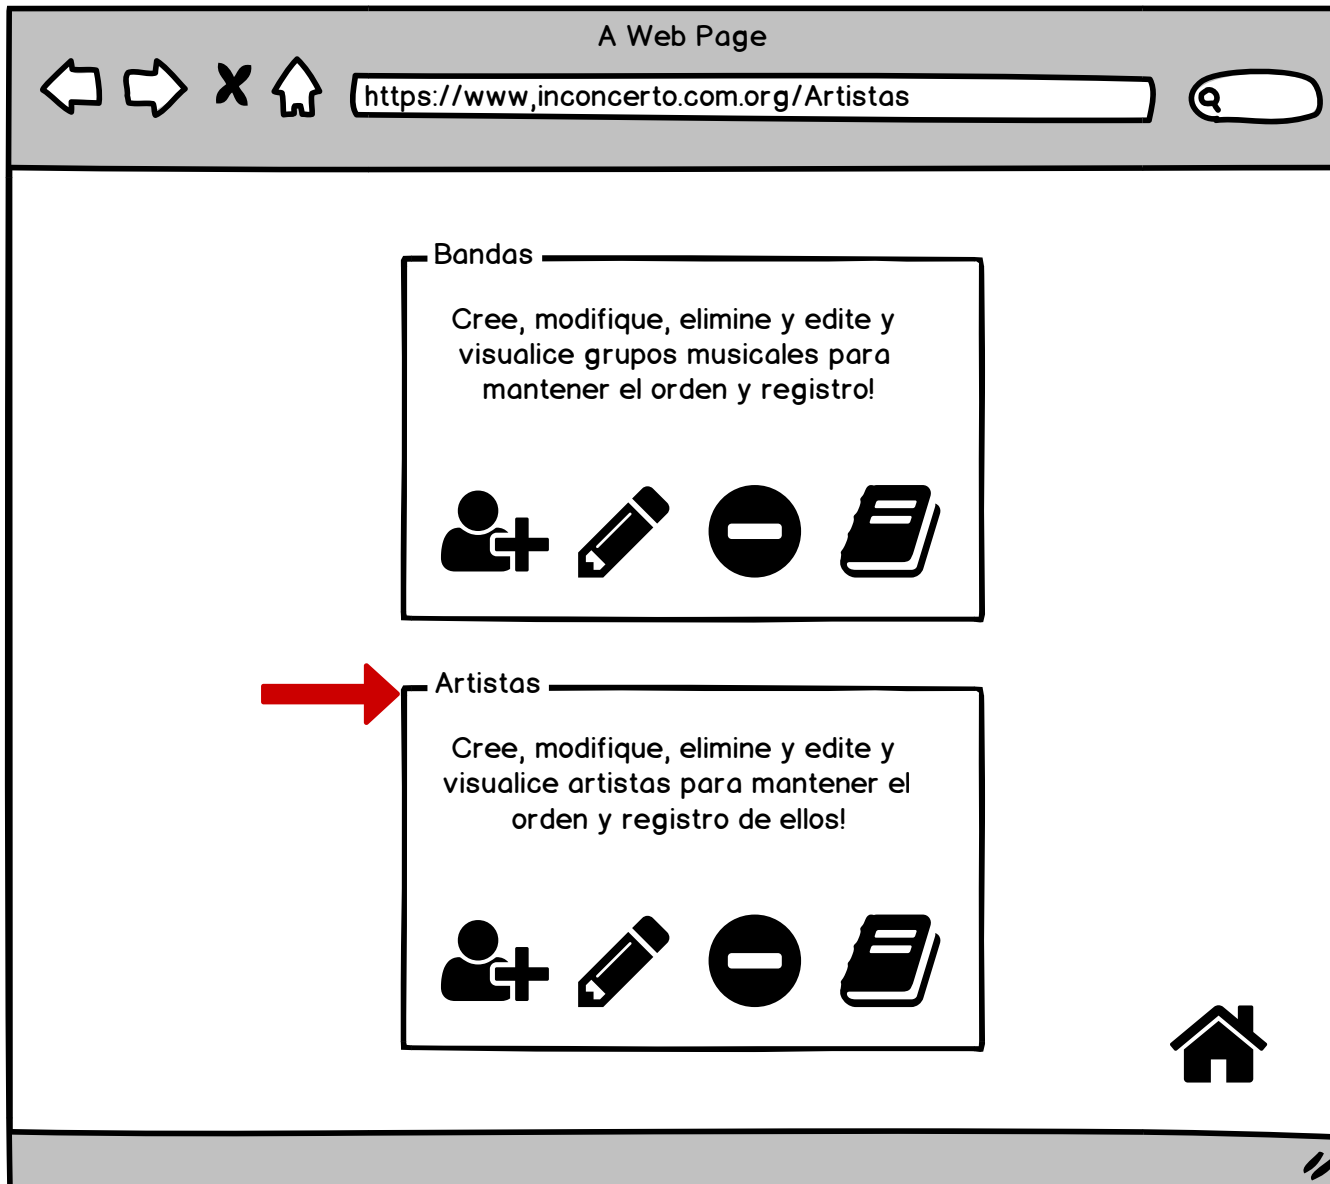 A Web Page
https://www,inconcerto.com.org/Artistas
Bandas
Cree, modifique, elimine y edite y
visualice grupos musicales para
mantener el orden y registro!
Artistas
Cree, modifique, elimine y edite y
visualice artistas para mantener el
orden y registro de ellos!